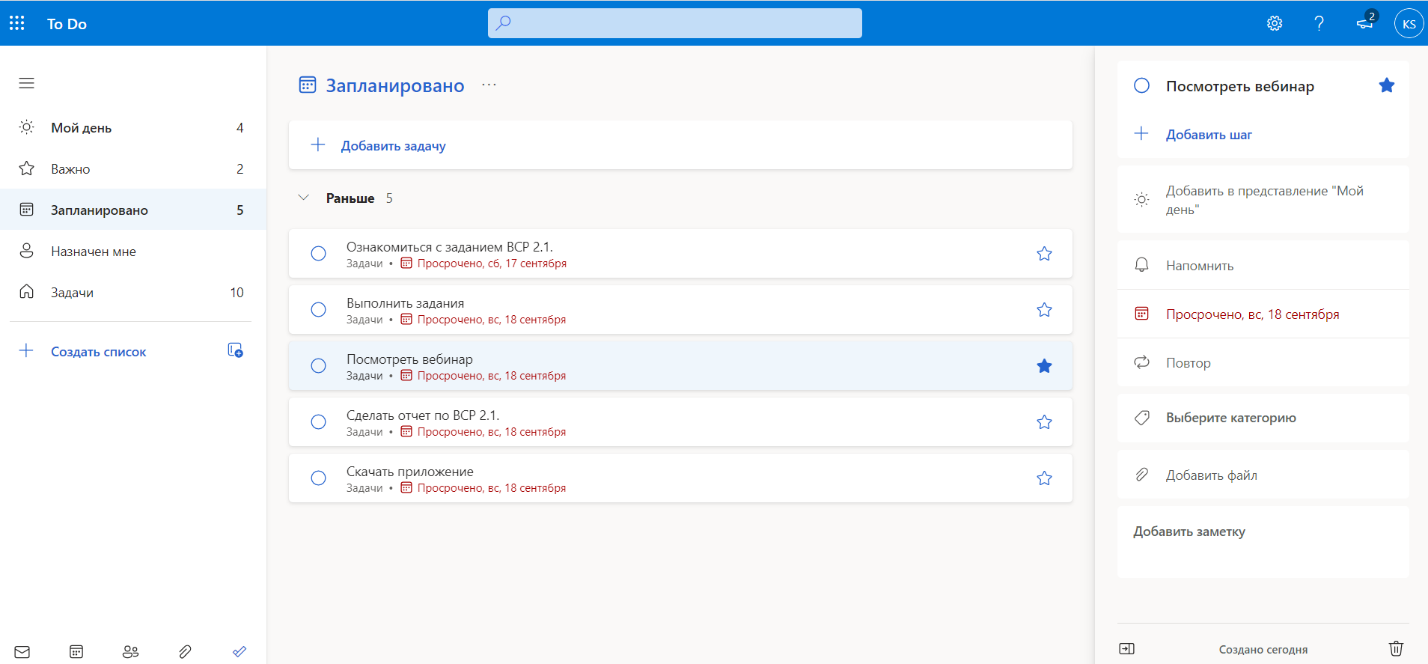 To Do
2
KS
Мой день 4
Важно 2
Запланировано 5
Назначен мне
Задачи 10
Создать список
Запланировано ...
Добавить задачу
Раньше 5
Ознакомиться с заданием ВСР 2.1.
Задачи • Просрочено, сб, 17 сентября
Выполнить задания
Задачи • Просрочено, вс, 18 сентября
Посмотреть вебинар
Задачи • Просрочено, вс, 18 сентября
Сделать отчет по ВСР 2.1.
Задачи • Просрочено, вс, 18 сентября
Скачать приложение
Задачи • Просрочено, вс, 18 сентября
Посмотреть вебинар
Добавить шаг
Добавить в представление "Мой
день"
Напомнить
Просрочено, вс, 18 сентября
Повтор
Выберите категорию
Добавить файл
Добавить заметку
Создано сегодня